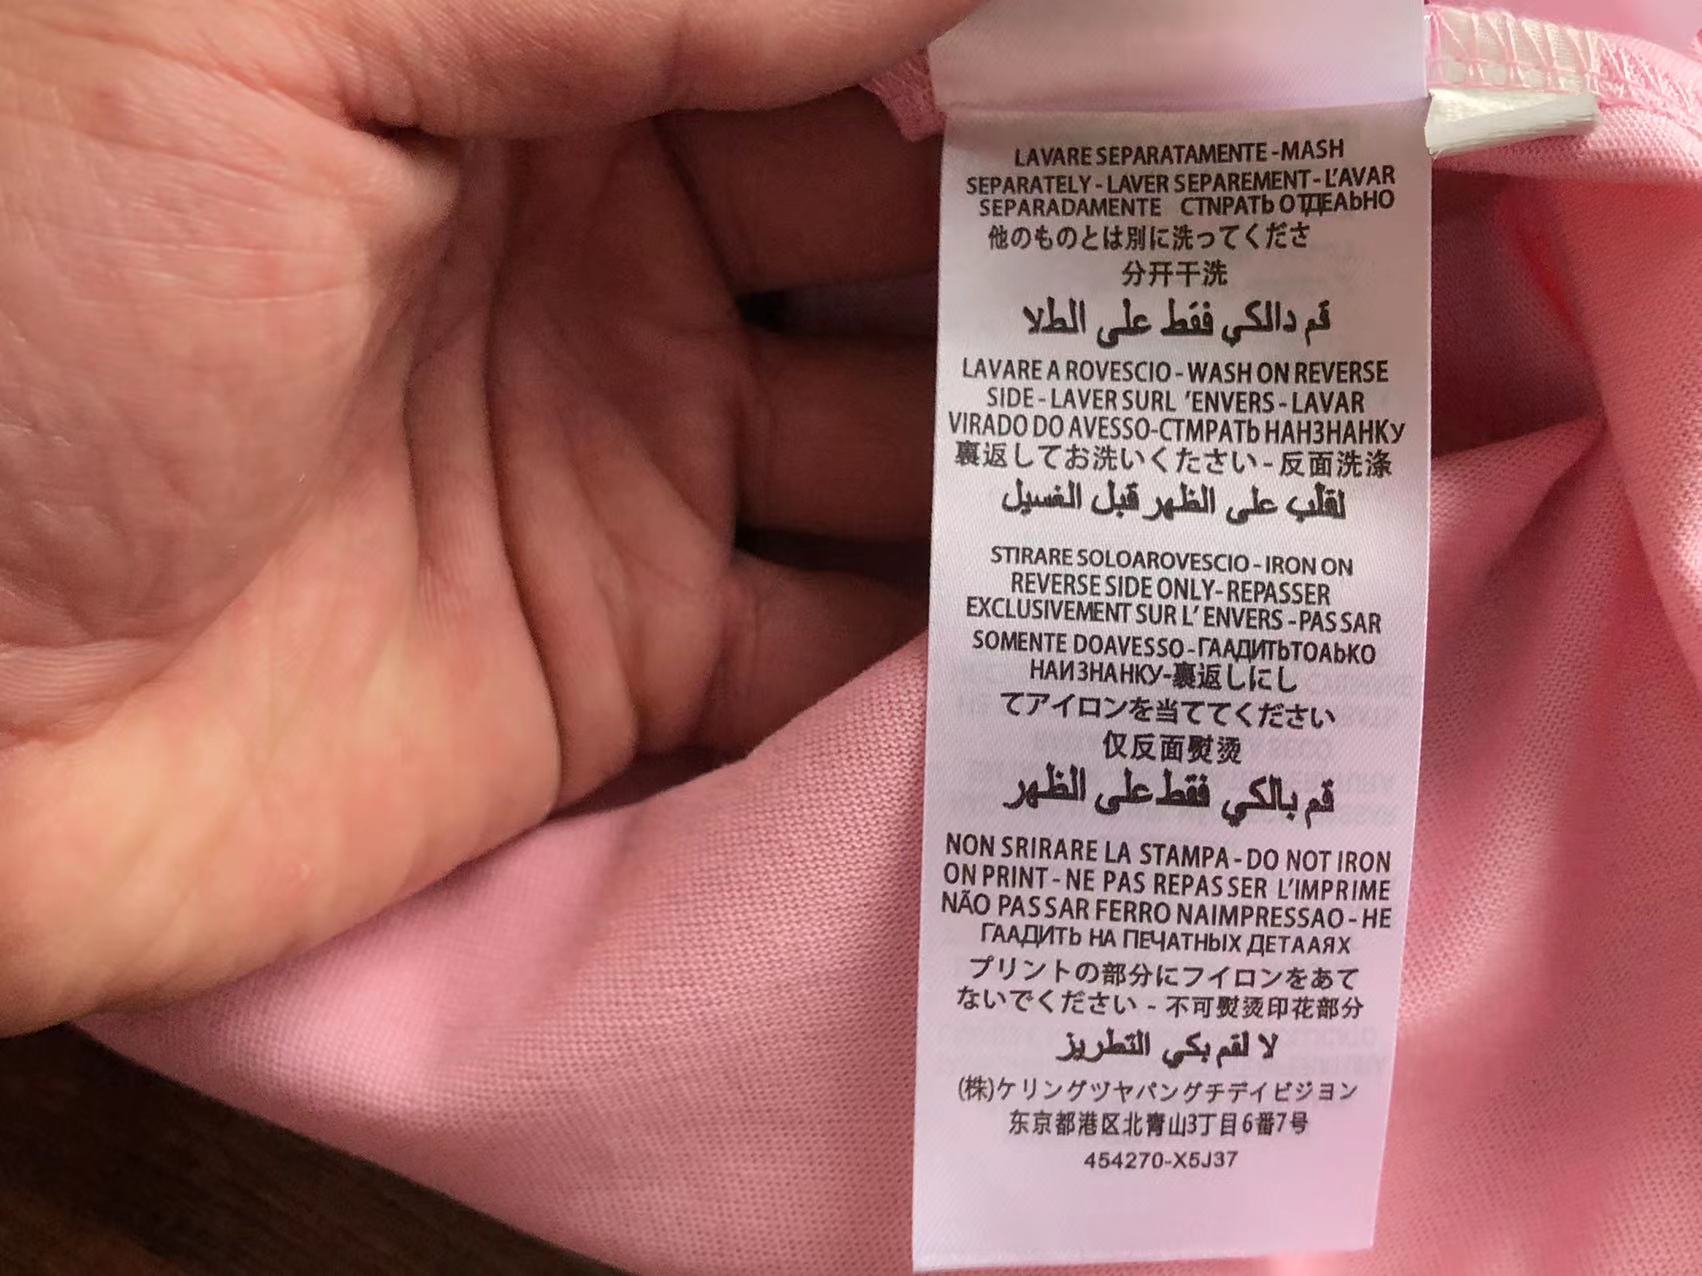 LAVARE SEPARATAMENTE - MASH
SEPARATELY - LAVER SEPAREMENT - L'AVAR
SEPARADAMENTE СТNPATЬ ОТДЕАЬНО
他のものとは別に洗ってくださ
分开干洗
قم دالكي فقط على الطلا
LAVARE A ROVESCIO - WASH ON REVERSE
SIDE - LAVER SURL 'ENVERS - LAVAR
VIRADO DO AVESSO-СТМРАТЬ НАНЗНАНКУ
裏返してお洗いくたさい - 反面洗涤
لقلب على الظهر قبل الغسيل
STIRARE SOLOAROVESCIO - IRON ON
REVERSE SIDE ONLY- REPASSER
EXCLUSIVEMENT SUR L' ENVERS - PAS SAR
SOMENTE DOAVESSO - ГААДИТЬТОАЬКО
НАИЗНАНКУ-裏返しにし
てアイロンを当ててください
仅反面熨烫
قم بالكي فقط على الظهر
NON SRIRARE LA STAMPA - DO NOT IRON
ON PRINT - NE PAS REPAS SER L'IMPRIME
NÃO PAS SAR FERRO NAIMPRESSAO - НЕ
ГААДИТЬ НА ПЕЧАТНЫХ ДЕТААЯХ
プリントの部分にフイロンをあて
ないでください - 不可熨烫印花部分
لا لقم بكي التطريز
(株)ケリングヅヤパングチデイビジヨン
东京都港区北青山3丁目6番7号
454270-X5J37